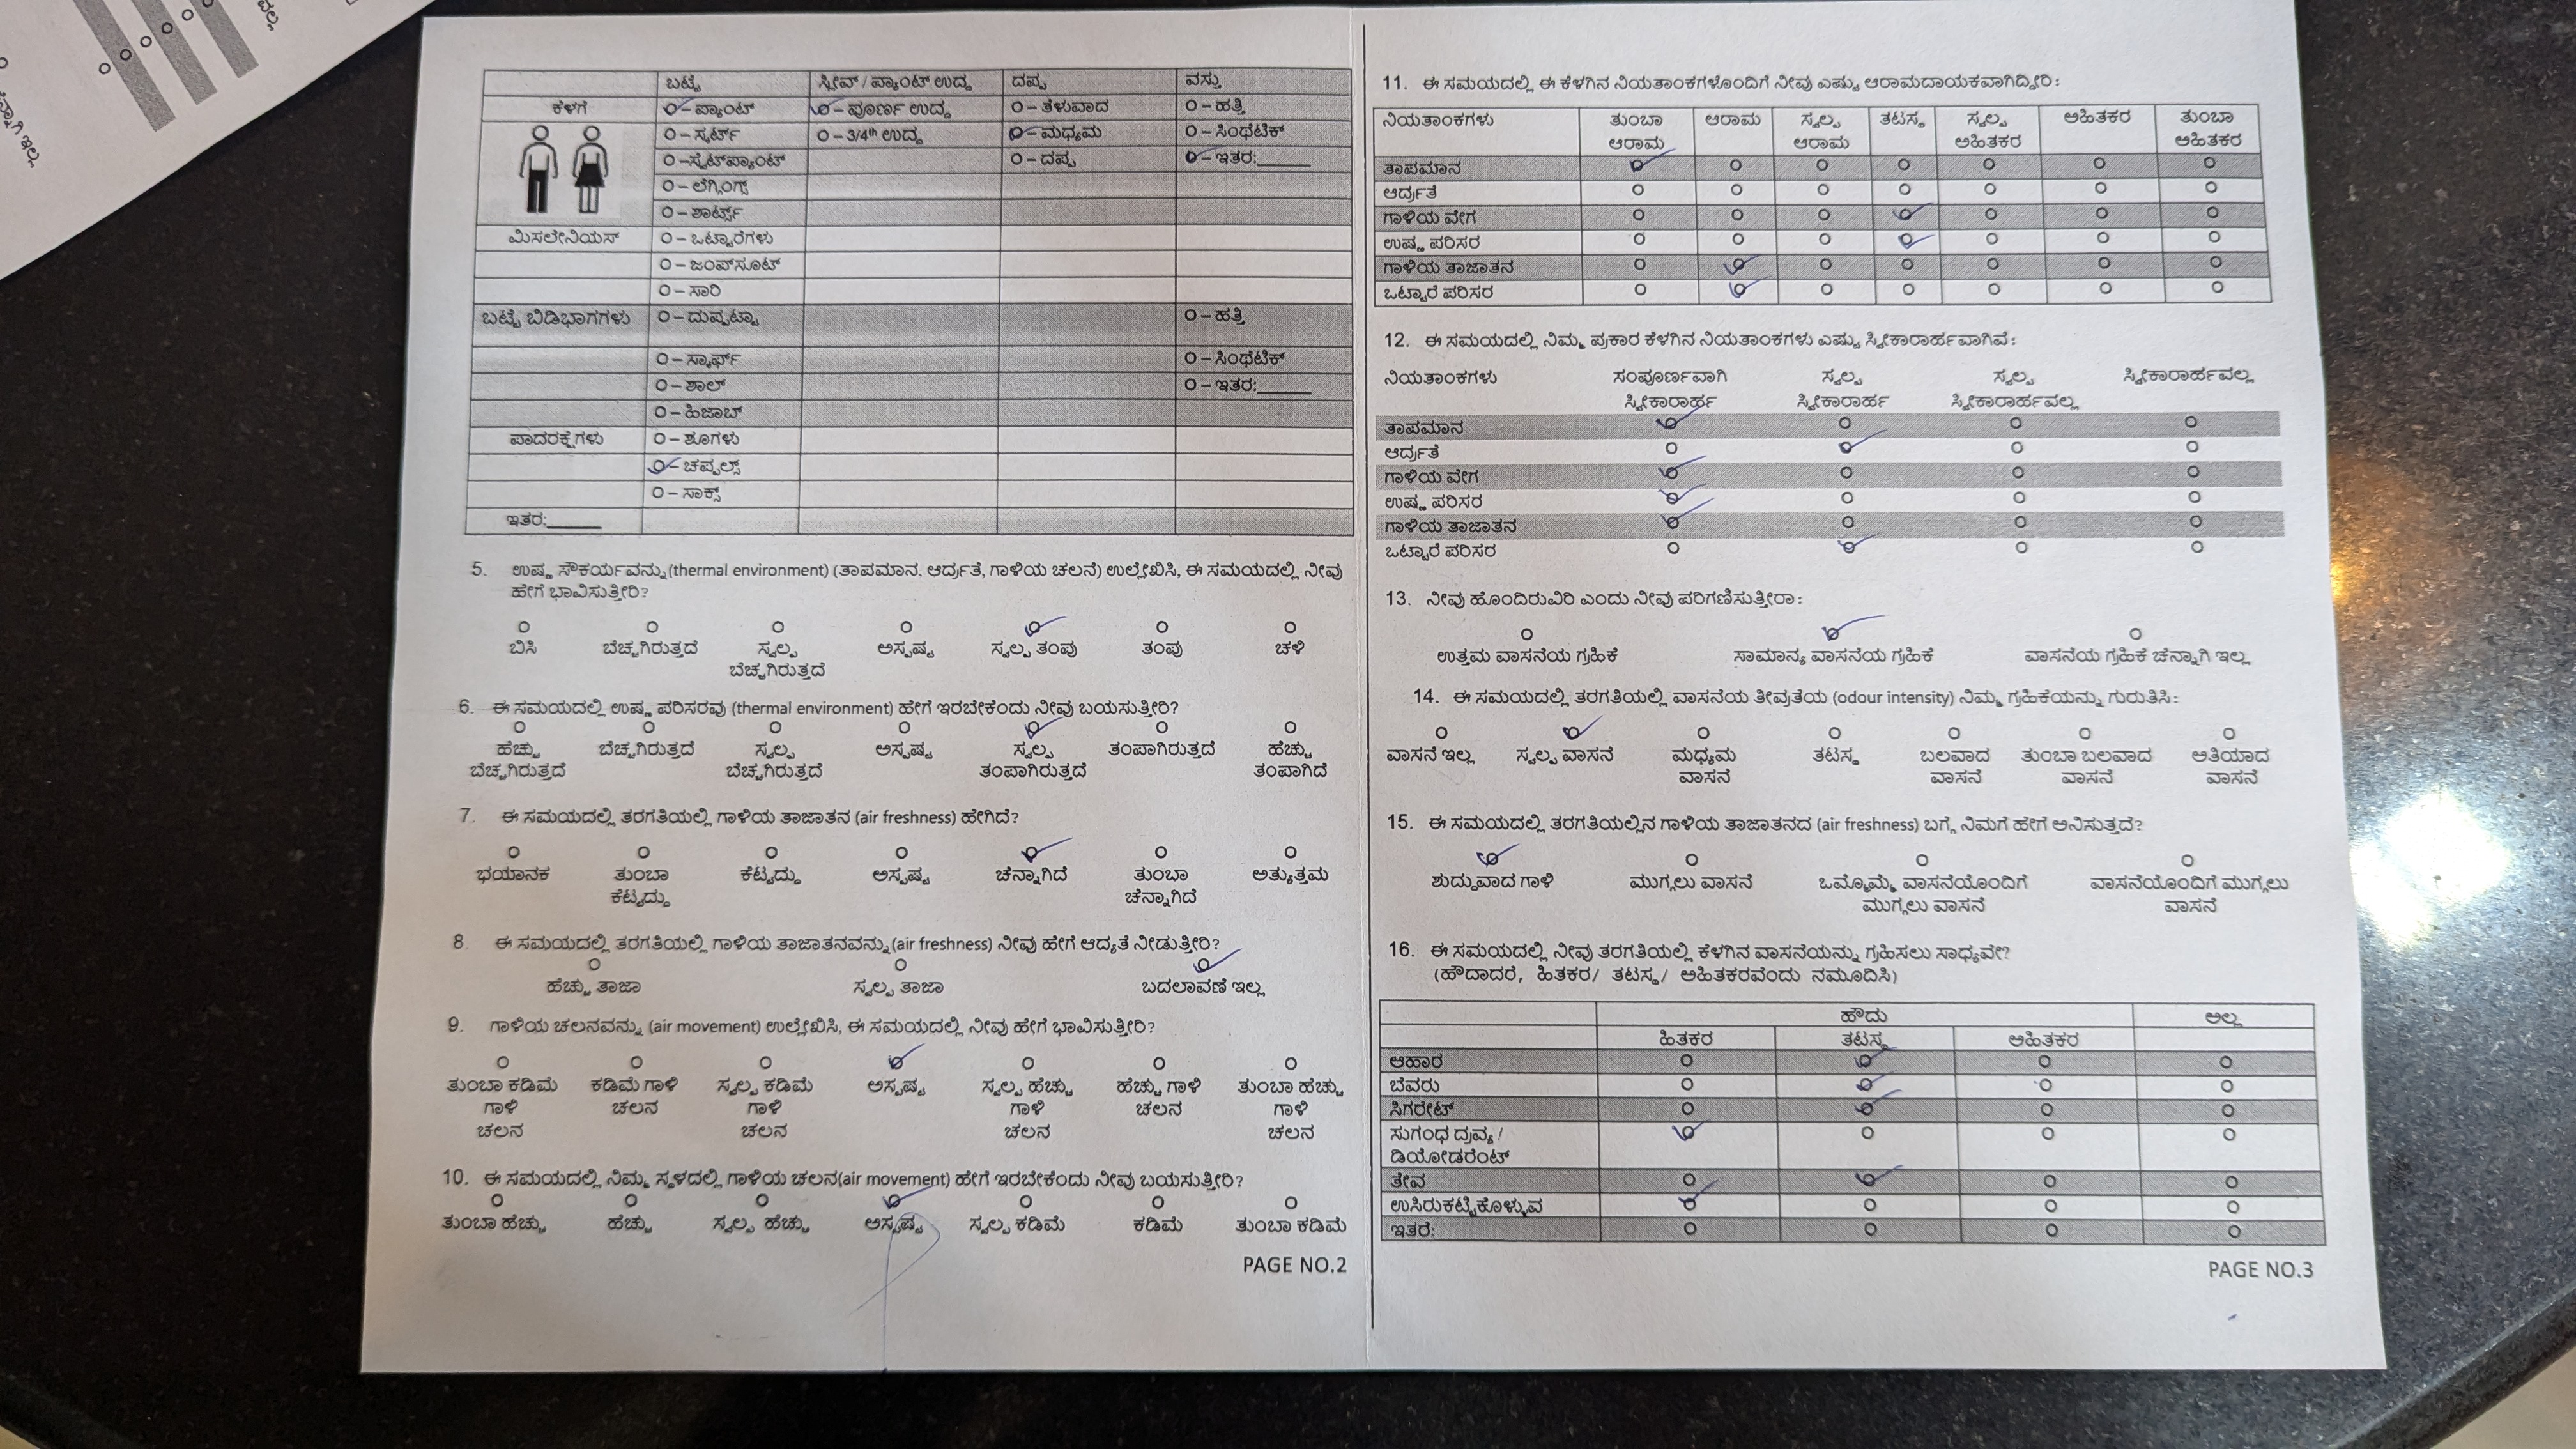 ಬಟ್ಟೆ ಸ್ಲೀವ್ / ಪ್ಯಾಂಟ್ ಉದ್ದ ದಪ್ಪ ವಸ್ತು
ಕೆಳಗೆ O – ಪ್ಯಾಂಟ್ O – ಪೂರ್ಣ ಉದ್ದ O – ತೆಳುವಾದ O – ಹತ್ತಿ
O – ಸ್ಕರ್ಟ್ O – 3/4th ಉದ್ದ O – ಮಧ್ಯಮ O – ಸಿಂಥೆಟಿಕ್
O –ಸ್ವೆಟ್‌ಪ್ಯಾಂಟ್ O – ದಪ್ಪ O – ಇತರ:______
O – ಲೆಗ್ಗಿಂಗ್ಸ್
O – ಶಾರ್ಟ್ಸ್
ಮಿಸಲೇನಿಯಸ್ O – ಒಟ್ಟಾರೆಗಳು
O – ಜಂಪ್‌ಸೂಟ್
O – ಸಾರಿ
ಬಟ್ಟೆ ಬಿಡಿಭಾಗಗಳು O – ದುಪ್ಪಟ್ಟಾ O – ಹತ್ತಿ
O – ಸ್ಕಾರ್ಫ್ O – ಸಿಂಥೆಟಿಕ್
O – ಶಾಲ್ O – ಇತರ:______
O – ಹಿಜಾಬ್
ಪಾದರಕ್ಷೆಗಳು O – ಶೂಗಳು
O – ಚಪ್ಪಲ್ಸ್
O – ಸಾಕ್ಸ್
ಇತರ:______
5. ಉಷ್ಣ ಸೌಕರ್ಯವನ್ನು (thermal environment) (ತಾಪಮಾನ, ಆರ್ದ್ರತೆ, ಗಾಳಿಯ ಚಲನೆ) ಉಲ್ಲೇಖಿಸಿ, ಈ ಸಮಯದಲ್ಲಿ ನೀವು
ಹೇಗೆ ಭಾವಿಸುತ್ತೀರಿ?
ಬಿಸಿ ಬೆಚ್ಚಗಿರುತ್ತದೆ ಸ್ವಲ್ಪ ಅಸ್ಪಷ್ಟ ಸ್ವಲ್ಪ ತಂಪು ತಂಪು ಚಳಿ
ಬೆಚ್ಚಗಿರುತ್ತದೆ
6. ಈ ಸಮಯದಲ್ಲಿ ಉಷ್ಣ ಪರಿಸರವು (thermal environment) ಹೇಗೆ ಇರಬೇಕೆಂದು ನೀವು ಬಯಸುತ್ತೀರಿ?
ಹೆಚ್ಚು ಬೆಚ್ಚಗಿರುತ್ತದೆ ಸ್ವಲ್ಪ ಅಸ್ಪಷ್ಟ ಸ್ವಲ್ಪ ತಂಪಾಗಿರುತ್ತದೆ ಹೆಚ್ಚು
ಬೆಚ್ಚಗಿರುತ್ತದೆ ಬೆಚ್ಚಗಿರುತ್ತದೆ ತಂಪಾಗಿರುತ್ತದೆ ತಂಪಾಗಿದೆ
7. ಈ ಸಮಯದಲ್ಲಿ ತರಗತಿಯಲ್ಲಿ ಗಾಳಿಯ ತಾಜಾತನ (air freshness) ಹೇಗಿದೆ?
ಭಯಾನಕ ತುಂಬಾ ಕೆಟ್ಟದ್ದು ಅಸ್ಪಷ್ಟ ಚೆನ್ನಾಗಿದೆ ತುಂಬಾ ಅತ್ಯುತ್ತಮ
ಕೆಟ್ಟದ್ದು ಚೆನ್ನಾಗಿದೆ
8. ಈ ಸಮಯದಲ್ಲಿ ತರಗತಿಯಲ್ಲಿ ಗಾಳಿಯ ತಾಜಾತನವನ್ನು (air freshness) ನೀವು ಹೇಗೆ ಆದ್ಯತೆ ನೀಡುತ್ತೀರಿ?
ಹೆಚ್ಚು ತಾಜಾ ಸ್ವಲ್ಪ ತಾಜಾ ಬದಲಾವಣೆ ಇಲ್ಲ
9. ಗಾಳಿಯ ಚಲನವನ್ನು (air movement) ಉಲ್ಲೇಖಿಸಿ, ಈ ಸಮಯದಲ್ಲಿ ನೀವು ಹೇಗೆ ಭಾವಿಸುತ್ತೀರಿ?
ತುಂಬಾ ಕಡಿಮೆ ಕಡಿಮೆ ಗಾಳಿ ಸ್ವಲ್ಪ ಕಡಿಮೆ ಅಸ್ಪಷ್ಟ ಸ್ವಲ್ಪ ಹೆಚ್ಚು ಹೆಚ್ಚು ಗಾಳಿ ತುಂಬಾ ಹೆಚ್ಚು
ಗಾಳಿ ಚಲನ ಗಾಳಿ ಗಾಳಿ ಚಲನ ಗಾಳಿ
ಚಲನ ಚಲನ ಚಲನ ಚಲನ
10. ಈ ಸಮಯದಲ್ಲಿ ನಿಮ್ಮ ಸ್ಥಳದಲ್ಲಿ ಗಾಳಿಯ ಚಲನ(air movement) ಹೇಗೆ ಇರಬೇಕೆಂದು ನೀವು ಬಯಸುತ್ತೀರಿ?
ತುಂಬಾ ಹೆಚ್ಚು ಹೆಚ್ಚು ಸ್ವಲ್ಪ ಹೆಚ್ಚು ಅಸ್ಪಷ್ಟ ಸ್ವಲ್ಪ ಕಡಿಮೆ ಕಡಿಮೆ ತುಂಬಾ ಕಡಿಮೆ
PAGE NO.2
11. ಈ ಸಮಯದಲ್ಲಿ ಈ ಕೆಳಗಿನ ನಿಯತಾಂಕಗಳೊಂದಿಗೆ ನೀವು ಎಷ್ಟು ಆರಾಮದಾಯಕವಾಗಿದ್ದೀರಿ:
ನಿಯತಾಂಕಗಳು ತುಂಬಾ ಆರಾಮ ಸ್ವಲ್ಪ ತಟಸ್ಥ ಸ್ವಲ್ಪ ಅಹಿತಕರ ತುಂಬಾ
ಆರಾಮ ಆರಾಮ ಅಹಿತಕರ ಅಹಿತಕರ
ತಾಪಮಾನ
ಆರ್ದ್ರತೆ
ಗಾಳಿಯ ವೇಗ
ಉಷ್ಣ ಪರಿಸರ
ಗಾಳಿಯ ತಾಜಾತನ
ಒಟ್ಟಾರೆ ಪರಿಸರ
12. ಈ ಸಮಯದಲ್ಲಿ ನಿಮ್ಮ ಪ್ರಕಾರ ಕೆಳಗಿನ ನಿಯತಾಂಕಗಳು ಎಷ್ಟು ಸ್ವೀಕಾರಾರ್ಹವಾಗಿವೆ:
ನಿಯತಾಂಕಗಳು ಸಂಪೂರ್ಣವಾಗಿ ಸ್ವಲ್ಪ ಸ್ವಲ್ಪ ಸ್ವೀಕಾರಾರ್ಹವಲ್ಲ
ಸ್ವೀಕಾರಾರ್ಹ ಸ್ವೀಕಾರಾರ್ಹ ಸ್ವೀಕಾರಾರ್ಹವಲ್ಲ
ತಾಪಮಾನ
ಆರ್ದ್ರತೆ
ಗಾಳಿಯ ವೇಗ
ಉಷ್ಣ ಪರಿಸರ
ಗಾಳಿಯ ತಾಜಾತನ
ಒಟ್ಟಾರೆ ಪರಿಸರ
13. ನೀವು ಹೊಂದಿರುವಿರಿ ಎಂದು ನೀವು ಪರಿಗಣಿಸುತ್ತೀರಾ:
ಉತ್ತಮ ವಾಸನೆಯ ಗ್ರಹಿಕೆ ಸಾಮಾನ್ಯ ವಾಸನೆಯ ಗ್ರಹಿಕೆ ವಾಸನೆಯ ಗ್ರಹಿಕೆ ಚೆನ್ನಾಗಿ ಇಲ್ಲ
14. ಈ ಸಮಯದಲ್ಲಿ ತರಗತಿಯಲ್ಲಿ ವಾಸನೆಯ ತೀವ್ರತೆಯ (odour intensity) ನಿಮ್ಮ ಗ್ರಹಿಕೆಯನ್ನು ಗುರುತಿಸಿ:
ವಾಸನೆ ಇಲ್ಲ ಸ್ವಲ್ಪ ವಾಸನೆ ಮಧ್ಯಮ ತಟಸ್ಥ ಬಲವಾದ ತುಂಬಾ ಬಲವಾದ ಅತಿಯಾದ
ವಾಸನೆ ವಾಸನೆ ವಾಸನೆ ವಾಸನೆ
15. ಈ ಸಮಯದಲ್ಲಿ ತರಗತಿಯಲ್ಲಿನ ಗಾಳಿಯ ತಾಜಾತನದ (air freshness) ಬಗ್ಗೆ ನಿಮಗೆ ಹೇಗೆ ಅನಿಸುತ್ತದೆ?
ಶುದ್ಧುವಾದ ಗಾಳಿ ಮುಗ್ಗಲು ವಾಸನೆ ಒಮ್ಮೊಮ್ಮೆ ವಾಸನೆಯೊಂದಿಗೆ ವಾಸನೆಯೊಂದಿಗೆ ಮುಗ್ಗಲು
ಮುಗ್ಗಲು ವಾಸನೆ ವಾಸನೆ
16. ಈ ಸಮಯದಲ್ಲಿ ನೀವು ತರಗತಿಯಲ್ಲಿ ಕೆಳಗಿನ ವಾಸನೆಯನ್ನು ಗ್ರಹಿಸಲು ಸಾಧ್ಯವೇ?
(ಹೌದಾದರೆ, ಹಿತಕರ/ ತಟಸ್ಥ/ ಅಹಿತಕರವೆಂದು ನಮೂದಿಸಿ)
ಹೌದು ಅಲ್ಲ
ಹಿತಕರ ತಟಸ್ಥ ಅಹಿತಕರ
ಆಹಾರ
ಬೆವರು
ಸಿಗರೇಟ್
ಸುಗಂಧ ದ್ರವ್ಯ /
ಡಿಯೋಡರೆಂಟ್
ತೇವ
ಉಸಿರುಕಟ್ಟಿಕೊಳ್ಳುವ
ಇತರೆ:
PAGE NO.3